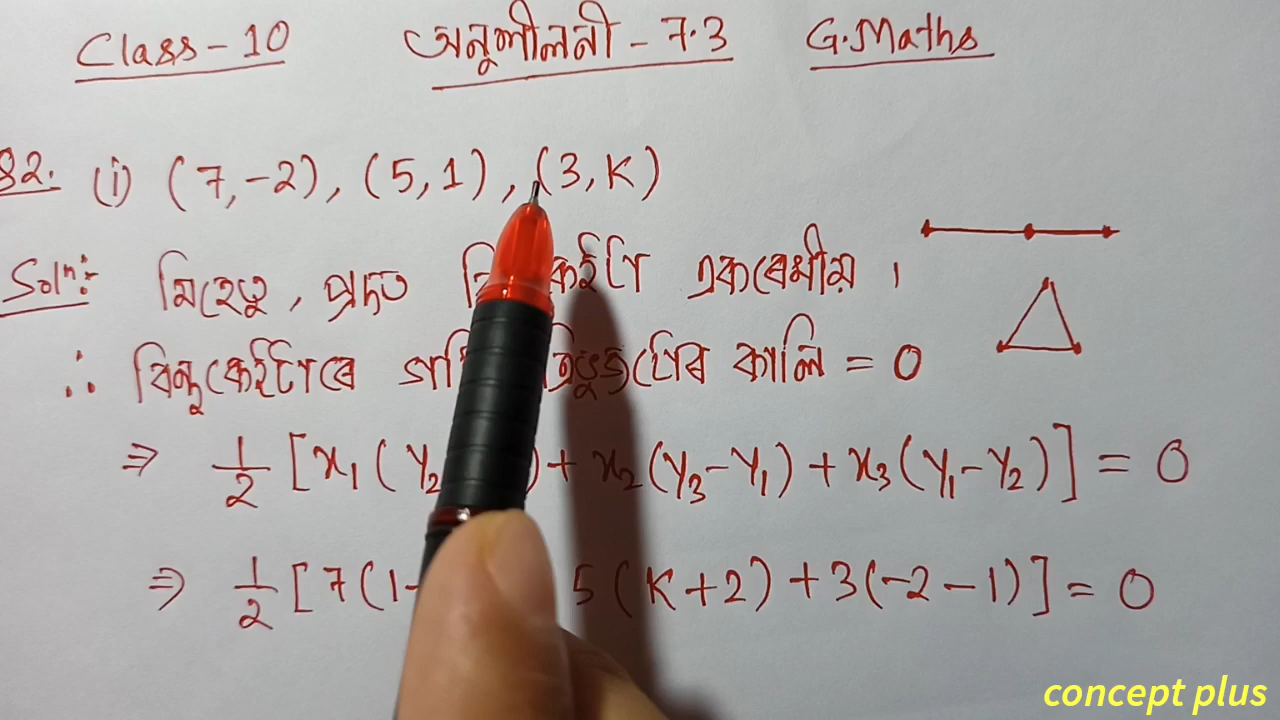 Class-10 অনুশীলনী-7.3 G.Maths
82. (i) (7,-2), (5,1), (3,K)
Solⁿ:- যিহেতু, প্ৰদত্ত একৰেখীয়।
∴ বিন্দুকেইটাৰে ত্ৰিভুজটোৰ কালি = 0
⇒ 1/2 [x₁(y₂ )+ x₂(y₃-y₁) + x₃(y₁-y₂)] = 0
⇒ 1/2 [7(1- 5(K+2)+3(-2-1)] = 0
concept plus